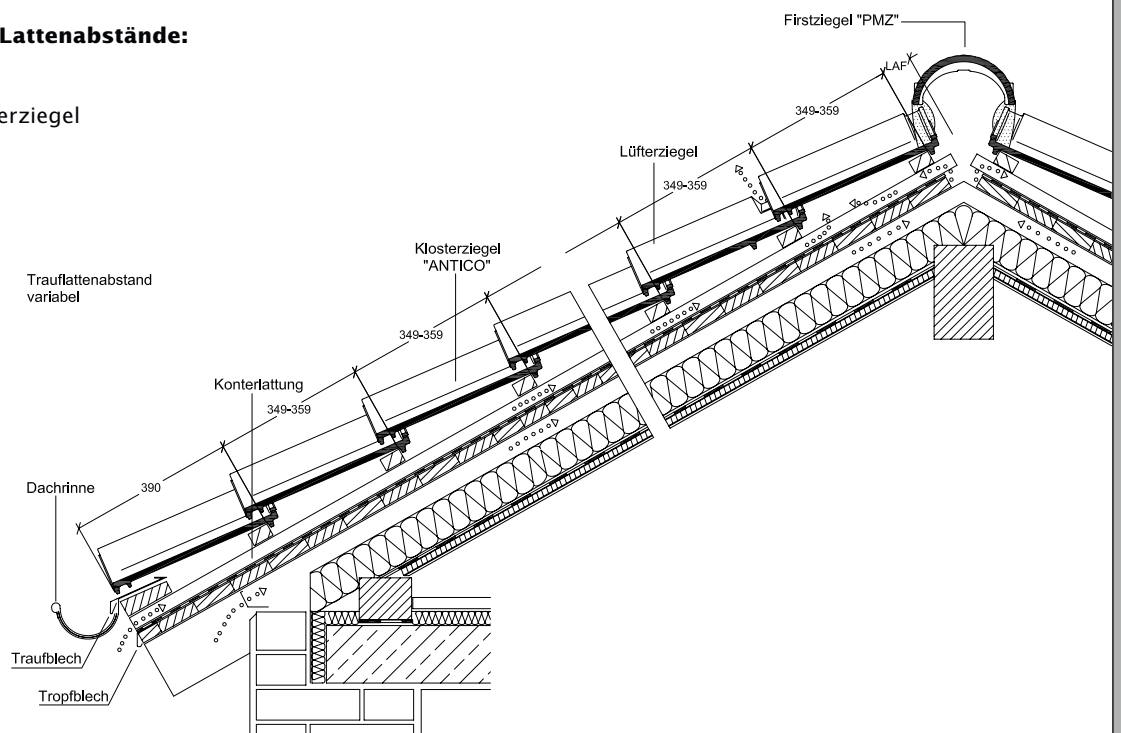 Lattenabstände:
erziegel
Firstziegel "PMZ"
LAF
349-359
Lüfterziegel
349-359
Klosterziegel
"ANTICO"
Trauflattenabstand
variabel
349-359
Konterlattung
349-359
Dachrinne
390
Traufblech
Tropfblech